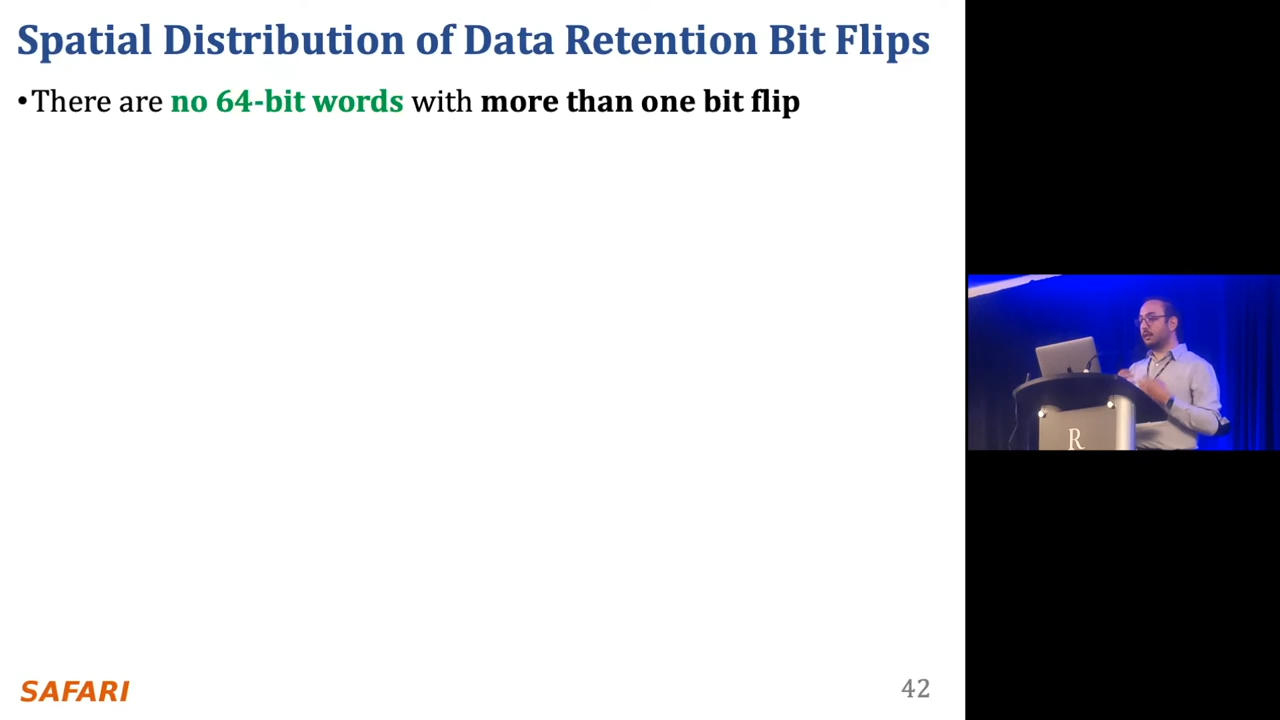 Spatial Distribution of Data Retention Bit Flips
•There are no 64-bit words with more than one bit flip
R
SAFARI
42